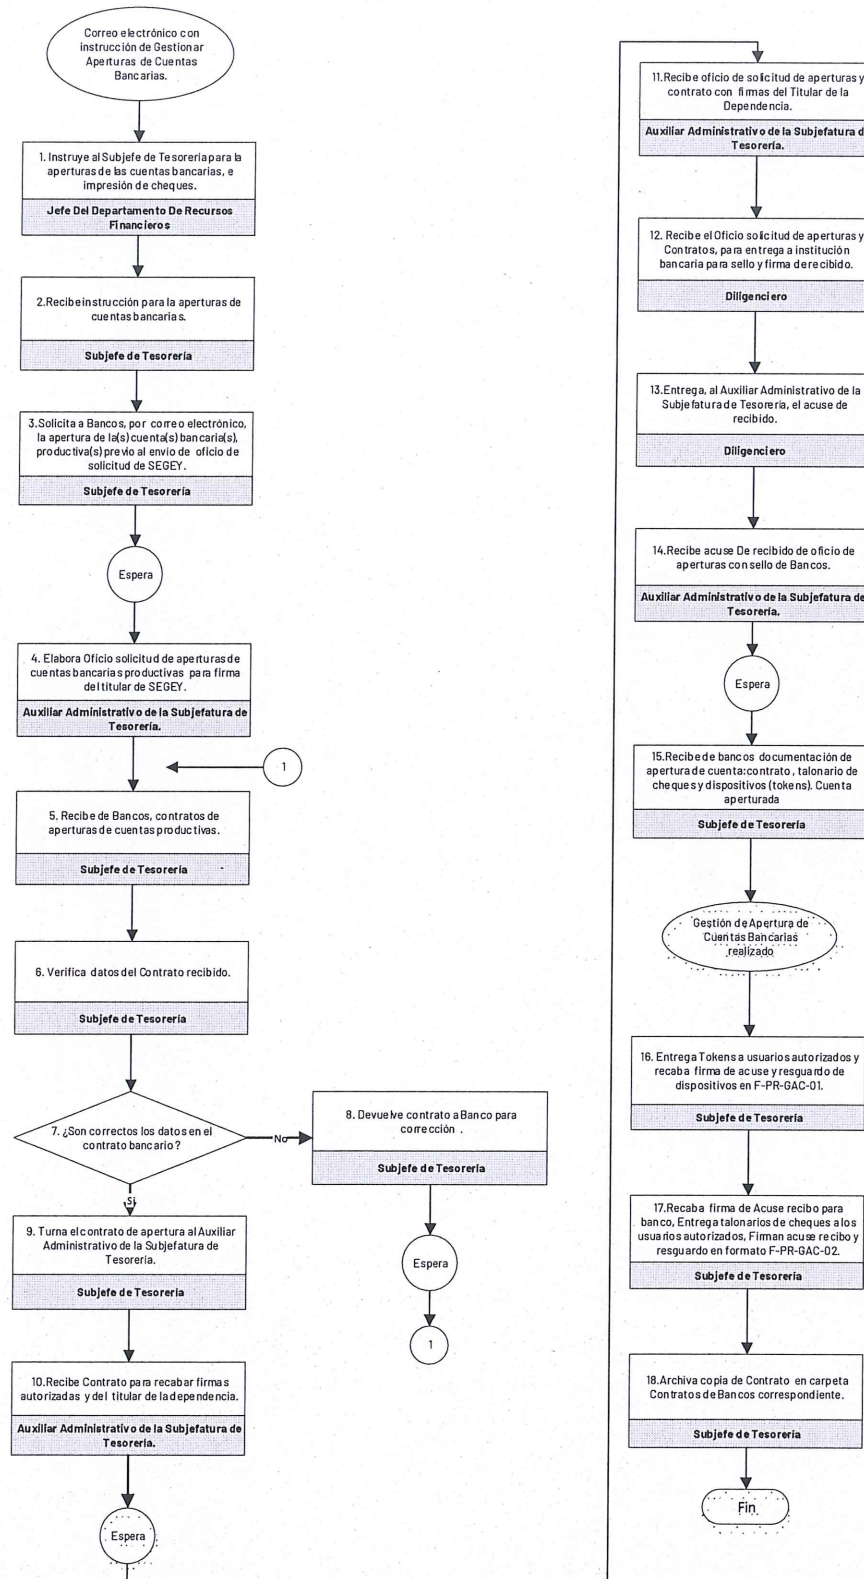 Correo electrónico con
instrucción de Gestionar
Aperturas de Cuentas
Bancarias.
1. Instruye al Subjefe de Tesorería para la
aperturas de las cuentas bancarias, e
impresión de cheques.
Jefe Del Departamento De Recursos
Financieros
2.Recibe instrucción para la aperturas de
cuentas bancarias.
Subjefe de Tesorería
3.Solicita a Bancos, por correo electrónico,
la apertura de la(s) cuenta(s) bancaria(s),
productiva(s) previo al envío de oficio de
solicitud de SEGEY.
Subjefe de Tesorería
Espera
4. Elabora Oficio solicitud de aperturas de
cuentas bancarias productivas para firma
del titular de SEGEY.
Auxiliar Administrativo de la Subjefatura de
Tesorería.
1
5. Recibe de Bancos, contratos de
aperturas de cuentas productivas.
Subjefe de Tesorería
6. Verifica datos del Contrato recibido.
Subjefe de Tesorería
7. ¿Son correctos los datos en el
contrato bancario?
No
Si
8. Devuelve contrato a Banco para
corrección .
Subjefe de Tesorería
Espera
1
9. Turna el contrato de apertura al Auxiliar
Administrativo de la Subjefatura de
Tesorería.
Subjefe de Tesorería
10.Recibe Contrato para recabar firmas
autorizadas y del titular de la dependencia.
Auxiliar Administrativo de la Subjefatura de
Tesorería.
Espera
11.Recibe oficio de solicitud de aperturas y
contrato con firmas del Titular de la
Dependencia.
Auxiliar Administrativo de la Subjefatura de
Tesorería.
12. Recibe el Oficio solicitud de aperturas y
Contratos, para entrega a institución
bancaria para sello y firma de recibido.
Diligenciero
13.Entrega, al Auxiliar Administrativo de la
Subjefatura de Tesorería, el acuse de
recibido.
Diligenciero
14.Recibe acuse De recibido de oficio de
aperturas con sello de Bancos.
Auxiliar Administrativo de la Subjefatura de
Tesorería.
Espera
15.Recibe de bancos documentación de
apertura de cuenta:contrato , talonario de
cheques y dispositivos (tokens). Cuenta
aperturada
Subjefe de Tesorería
Gestión de Apertura de
Cuentas Bancarias
realizado
16. Entrega Tokens a usuarios autorizados y
recaba firma de acuse y resguardo de
dispositivos en F-PR-GAC-01.
Subjefe de Tesorería
17.Recaba firma de Acuse recibo para
banco, Entrega talonarios de cheques a los
usuarios autorizados, Firman acuse recibo y
resguardo en formato F-PR-GAC-02.
Subjefe de Tesorería
18.Archiva copia de Contrato en carpeta
Contratos de Bancos correspondiente.
Subjefe de Tesorería
Fin